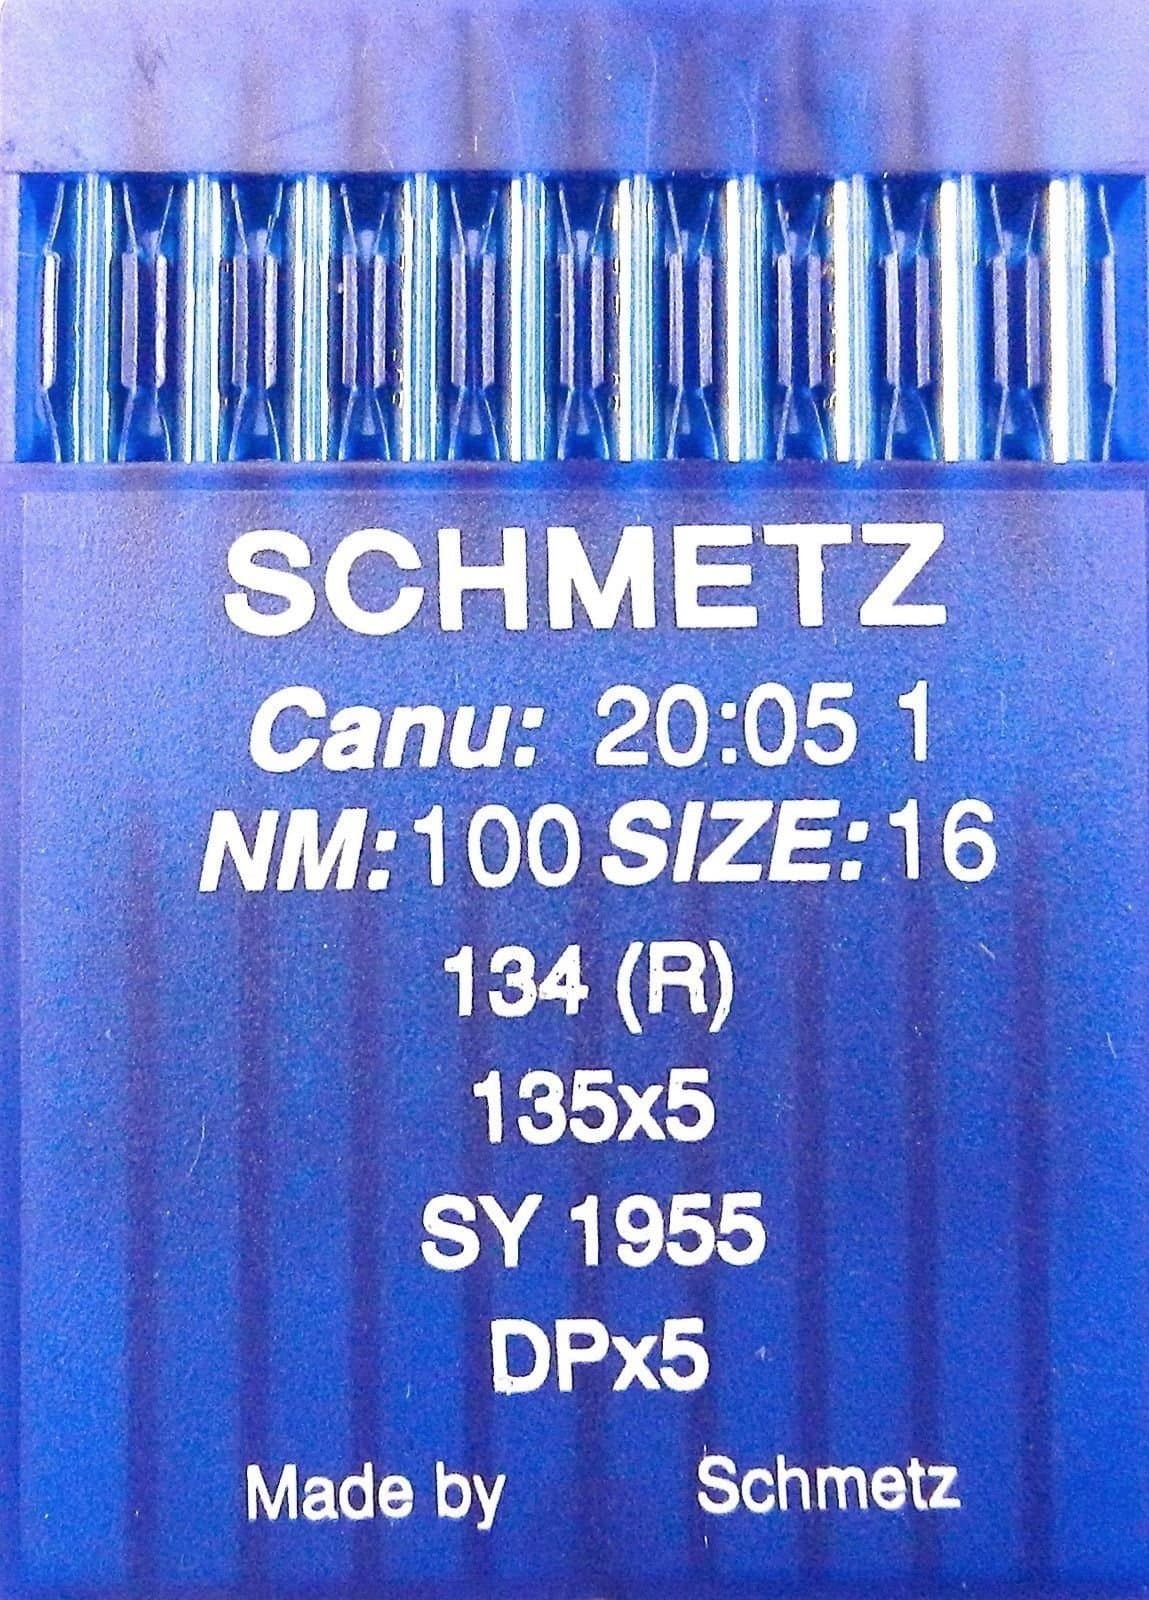 SCHMETZ
Canu: 20:05 1
NM:100 SIZE:16
134 (R)
135x5
SY 1955
DPx5
Made by Schmetz